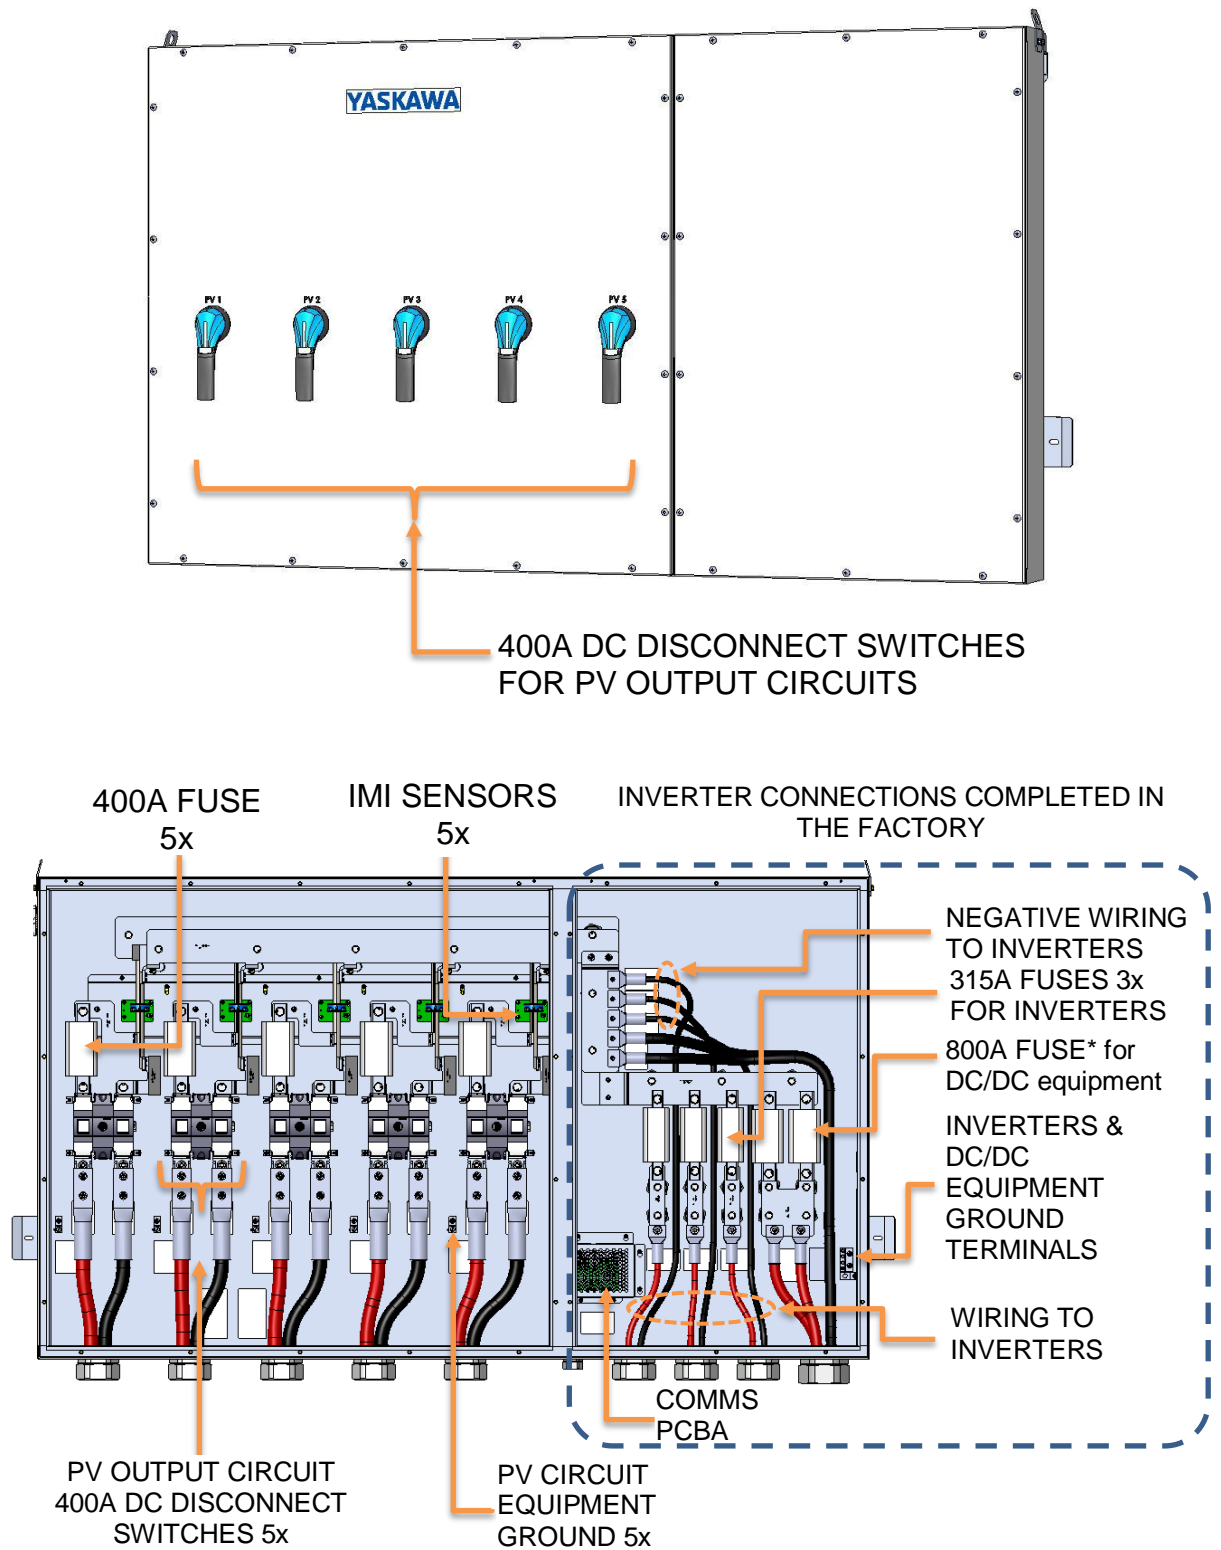 YASKAWA
PV 1
PV 2
PV 3
PV 4
PV 5
400A DC DISCONNECT SWITCHES
FOR PV OUTPUT CIRCUITS
400A FUSE
5x
IMI SENSORS
5x
INVERTER CONNECTIONS COMPLETED IN
THE FACTORY
NEGATIVE WIRING
TO INVERTERS
315A FUSES 3x
FOR INVERTERS
800A FUSE* for
DC/DC equipment
INVERTERS &
DC/DC
EQUIPMENT
GROUND
TERMINALS
WIRING TO
INVERTERS
COMMS
PCBA
PV OUTPUT CIRCUIT
400A DC DISCONNECT
SWITCHES 5x
PV CIRCUIT
EQUIPMENT
GROUND 5x